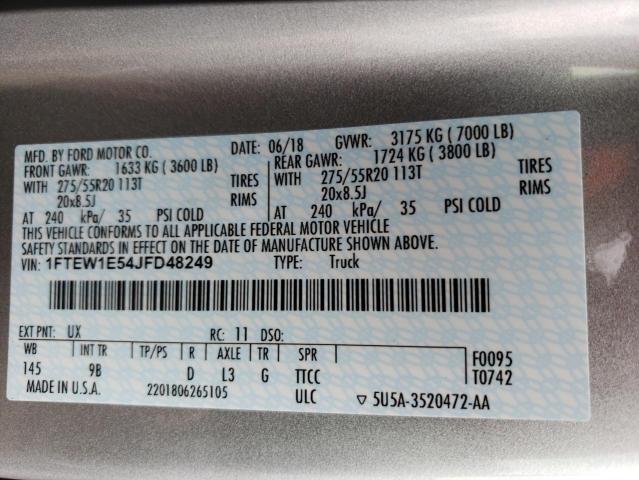 MFD. BY FORD MOTOR CO.
DATE: 06/18 GVWR: 3175 KG ( 7000 LB)
FRONT GAWR: 1633 KG ( 3600 LB)
REAR GAWR: 1724 KG ( 3800 LB)
WITH 275/55R20 113T TIRES
WITH 275/55R20 113T TIRES
20x8.5J RIMS
20x8.5J RIMS
AT 240 kPa/ 35 PSI COLD
AT 240 kPa/ 35 PSI COLD
THIS VEHICLE CONFORMS TO ALL APPLICABLE FEDERAL MOTOR VEHICLE
SAFETY STANDARDS IN EFFECT ON THE DATE OF MANUFACTURE SHOWN ABOVE.
VIN: 1FTEW1E54JFD48249 TYPE: Truck
EXT PNT: UX RC: 11 DSO:
WB INT TR TP/PS R AXLE TR SPR F0095
145 9B D L3 G TTCC T0742
MADE IN U.S.A. 2201806265105 ULC ▽ 5U5A-3520472-AA